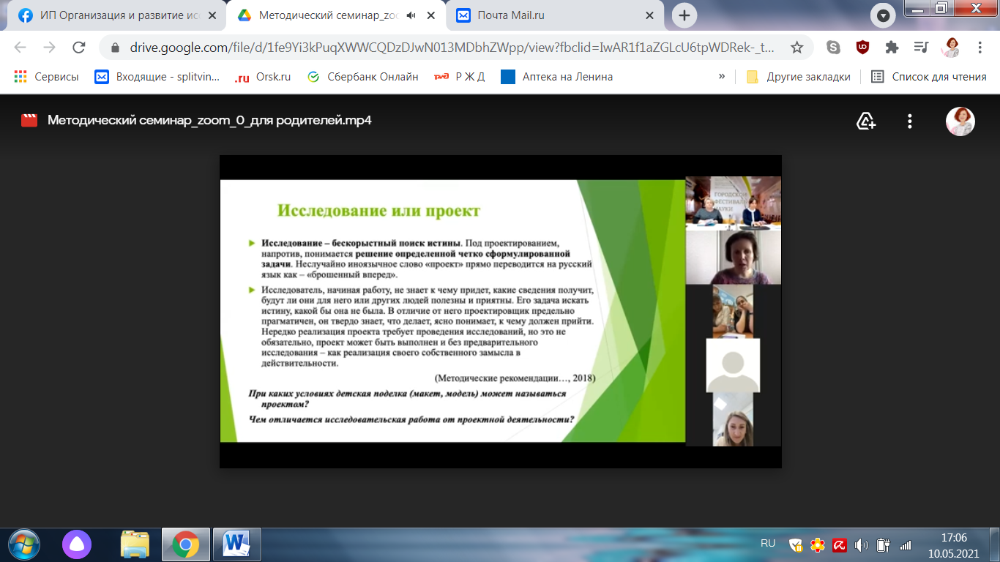 ИП Организация и развитие исс
Методический семинар_zoo
Почта Mail.ru
drive.google.com/file/d/1fe9Yi3kPuqXWWCQDzDJwN013MDbhZWpp/view?fbclid=IwAR1f1aZGLcU6tpWDRek-_t...
Сервисы
Входящие - splitvin...
.ru Orsk.ru
Сбербанк Онлайн
РЖД Р Ж Д
Аптека на Ленина
»
Другие закладки
Список для чтения
Методический семинар_zoom_0_для родителей.mp4
Исследование или проект
Исследование – бескорыстный поиск истины. Под проектированием,
напротив, понимается решение определенной четко сформулированной
задачи. Неслучайно иноязычное слово «проект» прямо переводится на русский
язык как – «брошенный вперед».
Исследователь, начиная работу, не знает к чему придет, какие сведения получит,
будут ли они для него или других людей полезны и приятны. Его задача искать
истину, какой бы она не была. В отличие от него проектировщик предельно
прагматичен, он твердо знает, что делает, ясно понимает, к чему должен прийти.
Нередко реализация проекта требует проведения исследований, но это не
обязательно, проект может быть выполнен и без предварительного
исследования – как реализация своего собственного замысла в
действительности.
(Методические рекомендации…, 2018)
При каких условиях детская поделка (макет, модель) может называться
проектом?
Чем отличается исследовательская работа от проектной деятельности?
ГОРОДСКОЙ
ФЕСТИВАЛЬ
НАУКИ
RU
17:06
10.05.2021